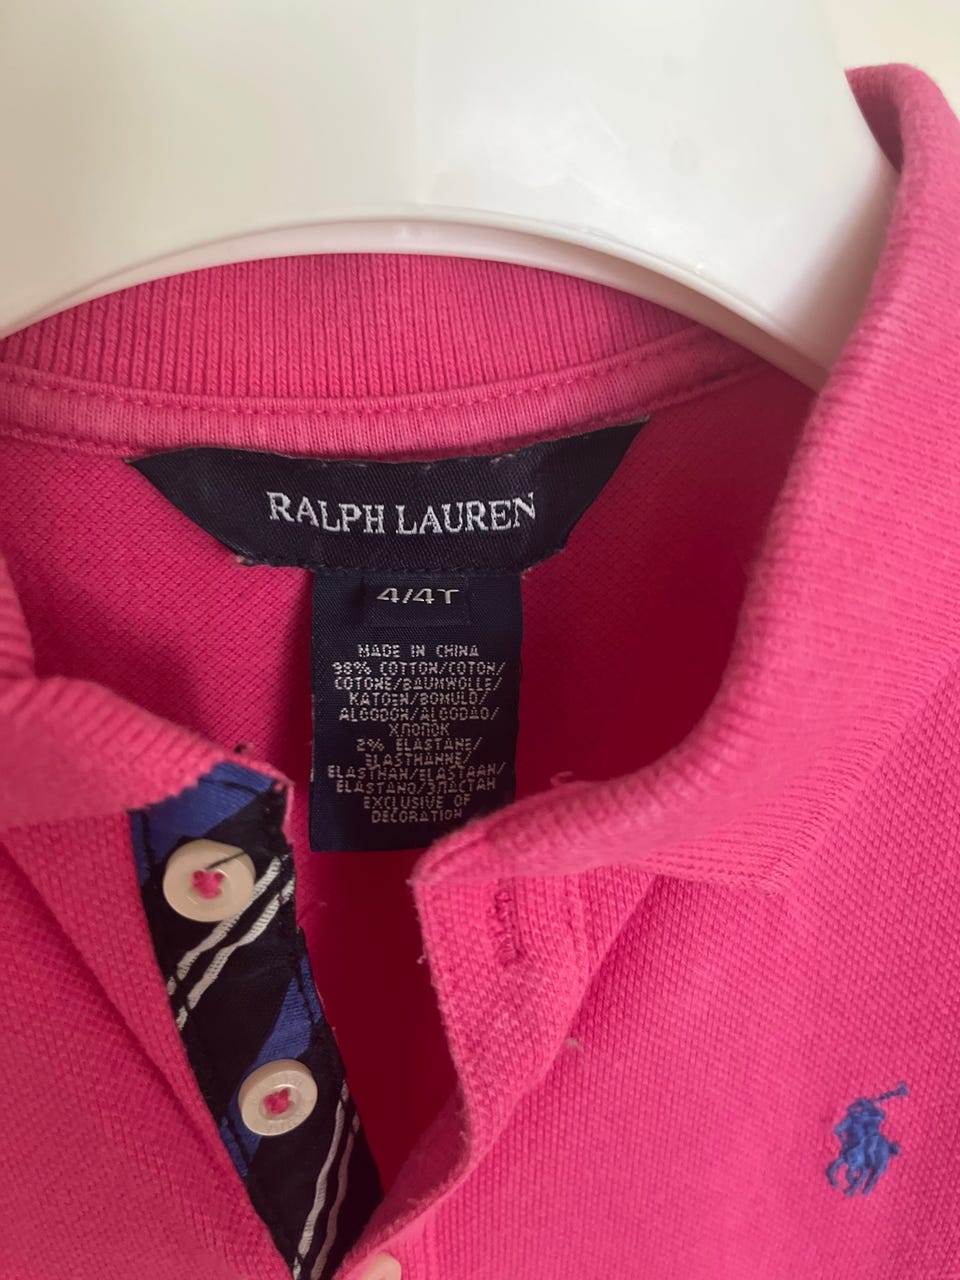 RALPH LAUREN
4/4T
MADE IN CHINA
98% COTTON/COTON/
COTONE/BAUMWOLLE/
KATOEN/BOMULD/
ALGODON/ALGODAO/
ХЛОПОК
2% ELASTANE/
ELASTHANNE/
ELASTHAN/ELASTAAN/
ELASTANO/ЭЛАСТАН
EXCLUSIVE OF
DECORATION